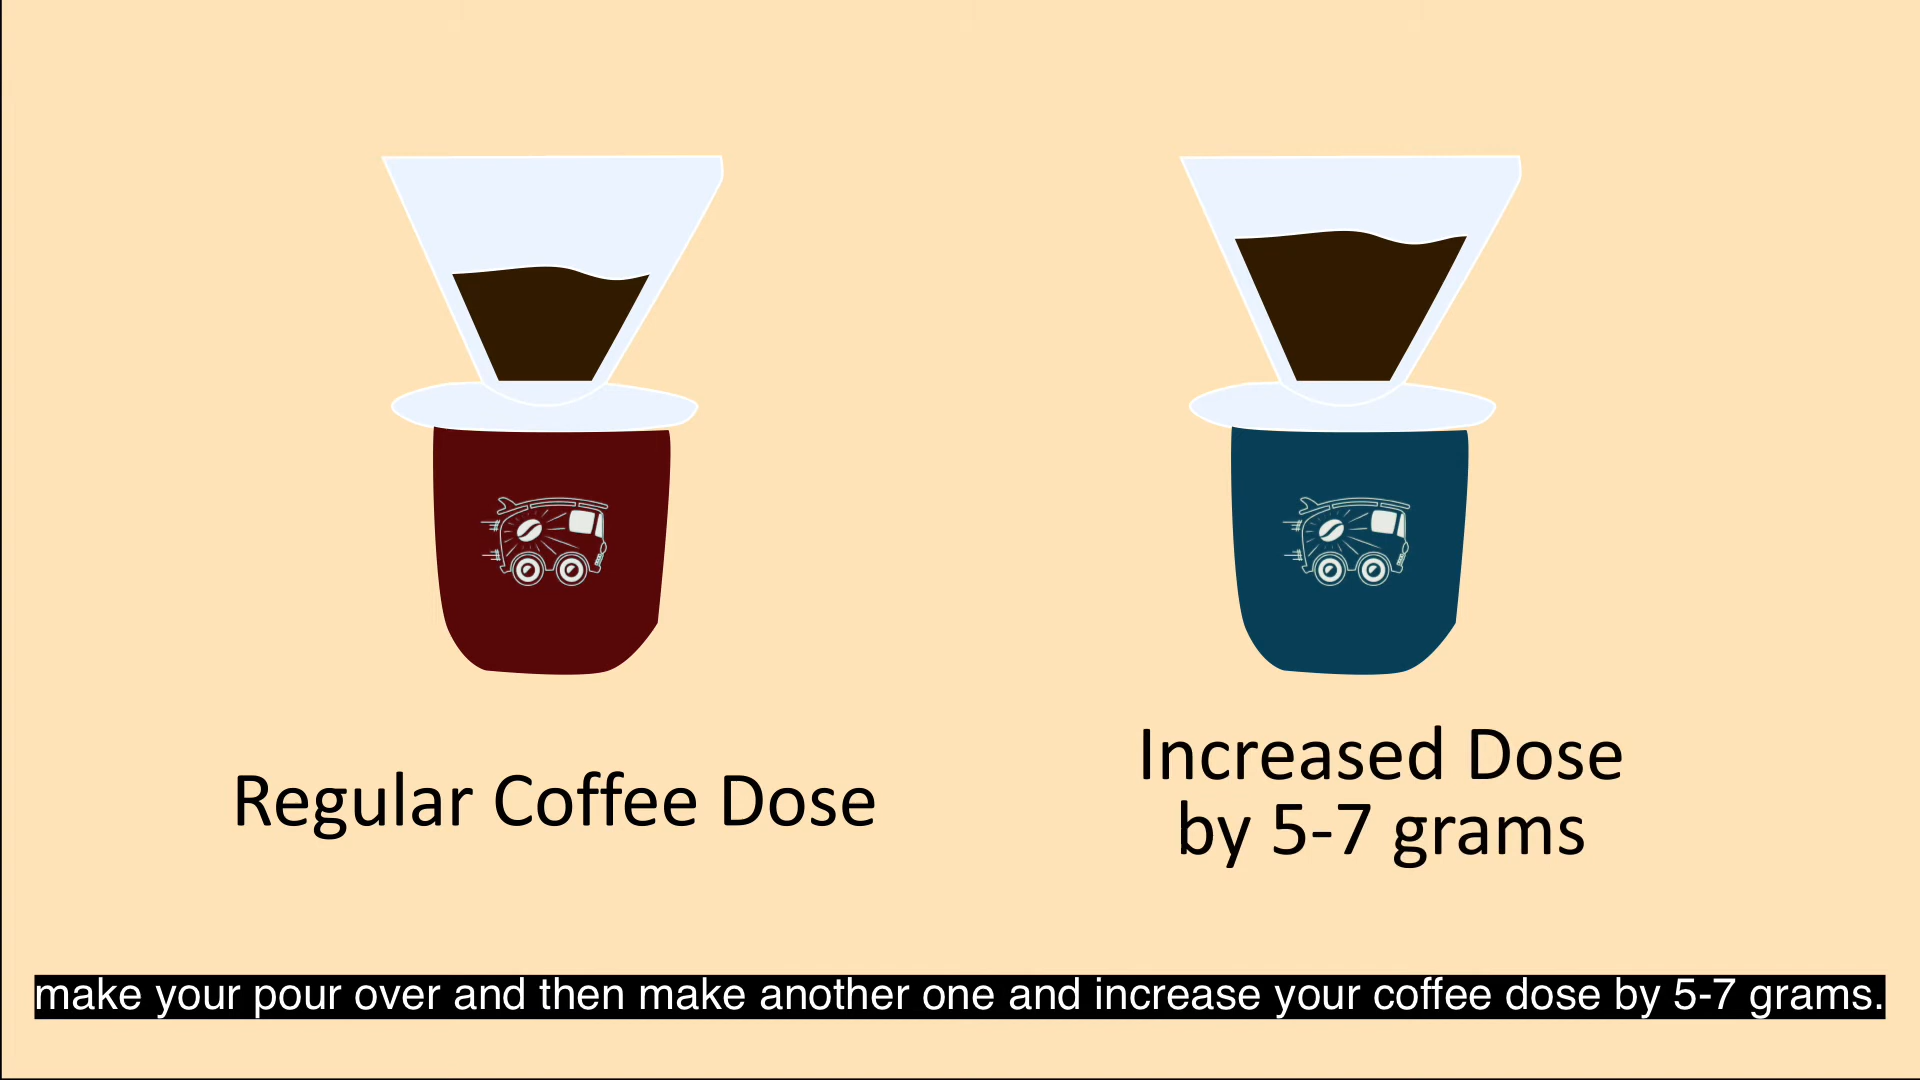 Regular Coffee Dose
Increased Dose
by 5-7 grams
make your pour over and then make another one and increase your coffee dose by 5-7 grams.